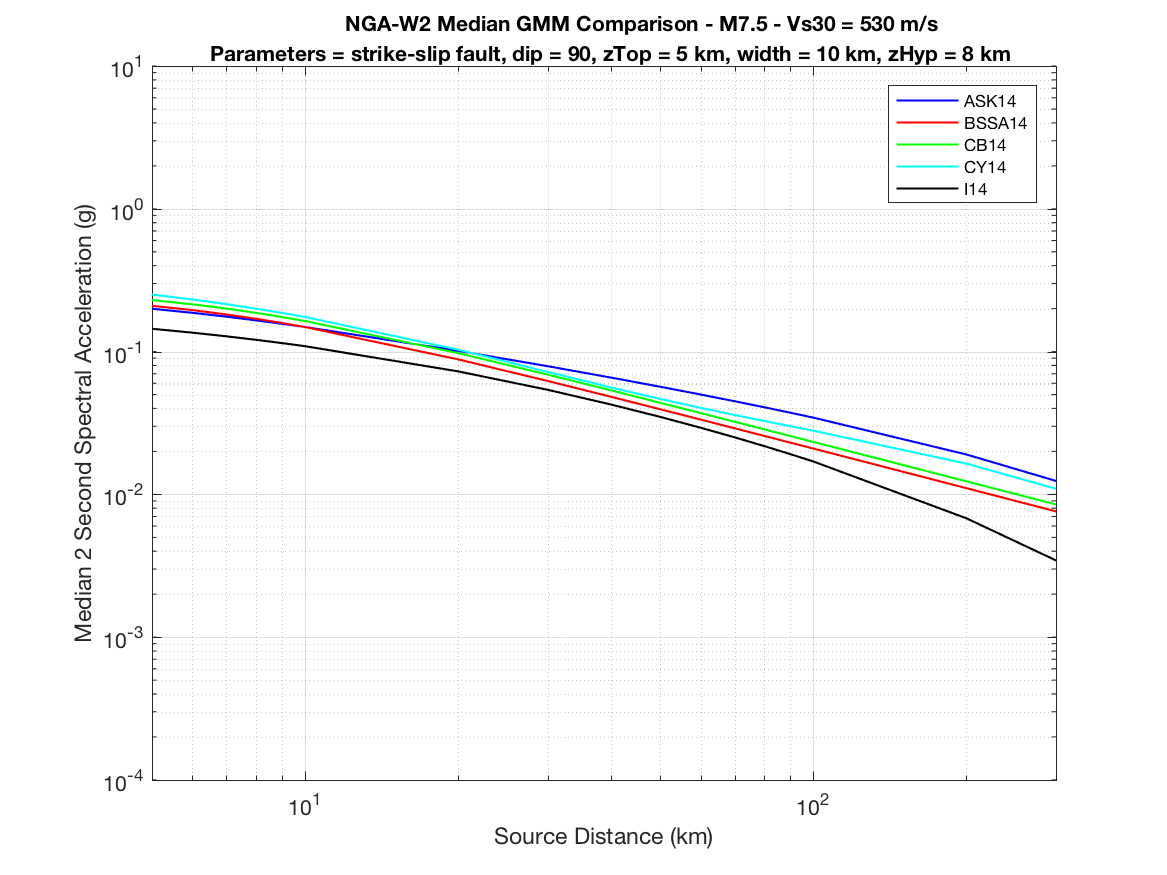 NGA-W2 Median GMM Comparison - M7.5 - Vs30 = 530 m/s
Parameters = strike-slip fault, dip = 90, zTop = 5 km, width = 10 km, zHyp = 8 km
10^1
10^0
10^-1
10^-2
10^-3
10^-4
Median 2 Second Spectral Acceleration (g)
ASK14
BSSA14
CB14
CY14
I14
10^1
10^2
Source Distance (km)